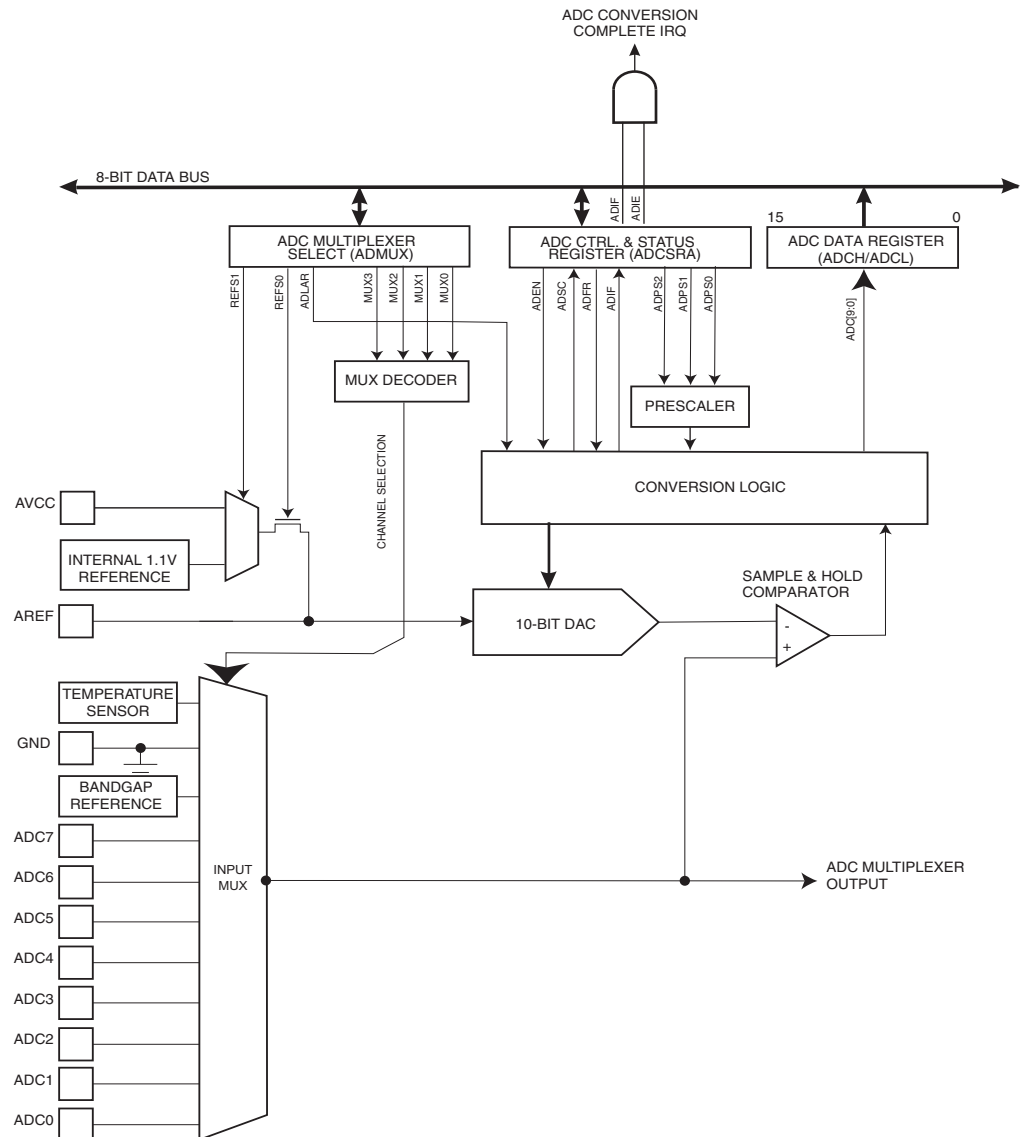 ADC CONVERSION
COMPLETE IRQ
8-BIT DATA BUS
ADIF
ADIE
15
0
ADC MULTIPLEXER
SELECT (ADMUX)
ADC CTRL. & STATUS
REGISTER (ADCSRA)
ADC DATA REGISTER
(ADCH/ADCL)
REFS1
REFS0
ADLAR
MUX3
MUX2
MUX1
MUX0
ADEN
ADSC
ADFR
ADIF
ADPS2
ADPS1
ADPS0
ADC[9:0]
MUX DECODER
PRESCALER
CHANNEL SELECTION
CONVERSION LOGIC
AVCC
INTERNAL 1.1V
REFERENCE
AREF
SAMPLE & HOLD
COMPARATOR
10-BIT DAC
-
+
TEMPERATURE
SENSOR
GND
BANDGAP
REFERENCE
ADC7
ADC6
ADC5
ADC4
ADC3
ADC2
ADC1
ADC0
INPUT
MUX
ADC MULTIPLEXER
OUTPUT